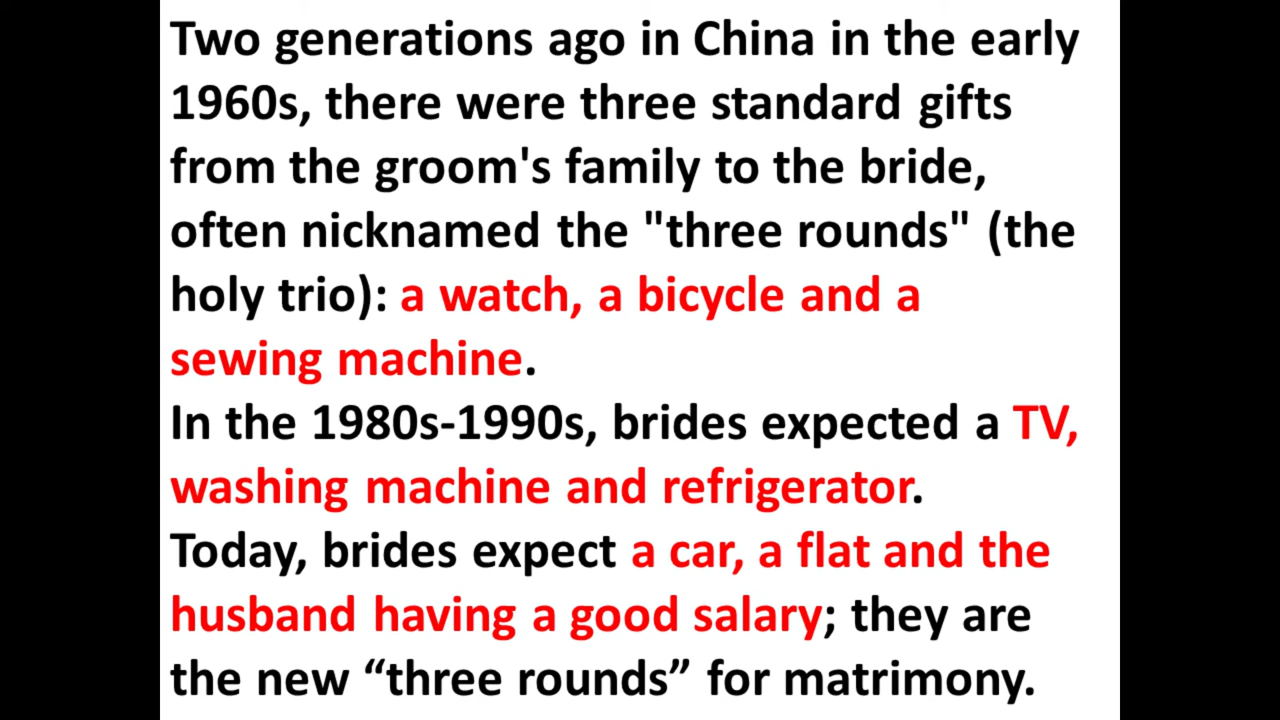 Two generations ago in China in the early
1960s, there were three standard gifts
from the groom's family to the bride,
often nicknamed the "three rounds" (the
holy trio): a watch, a bicycle and a
sewing machine.
In the 1980s-1990s, brides expected a TV,
washing machine and refrigerator.
Today, brides expect a car, a flat and the
husband having a good salary; they are
the new “three rounds” for matrimony.